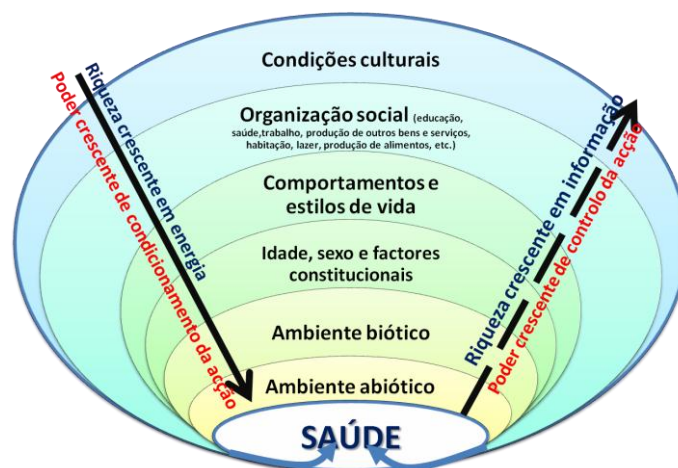 Condições culturais
Organização social (educação,
saúde,trabalho, produção de outros bens e serviços,
habitação, lazer, produção de alimentos, etc.)
Comportamentos e
estilos de vida
Idade, sexo e factores
constitucionais
Ambiente biótico
Ambiente abiótico
SAÚDE
Riqueza crescente em energia
Poder crescente de condicionamento da acção
Riqueza crescente em informação
Poder crescente de controlo da acção